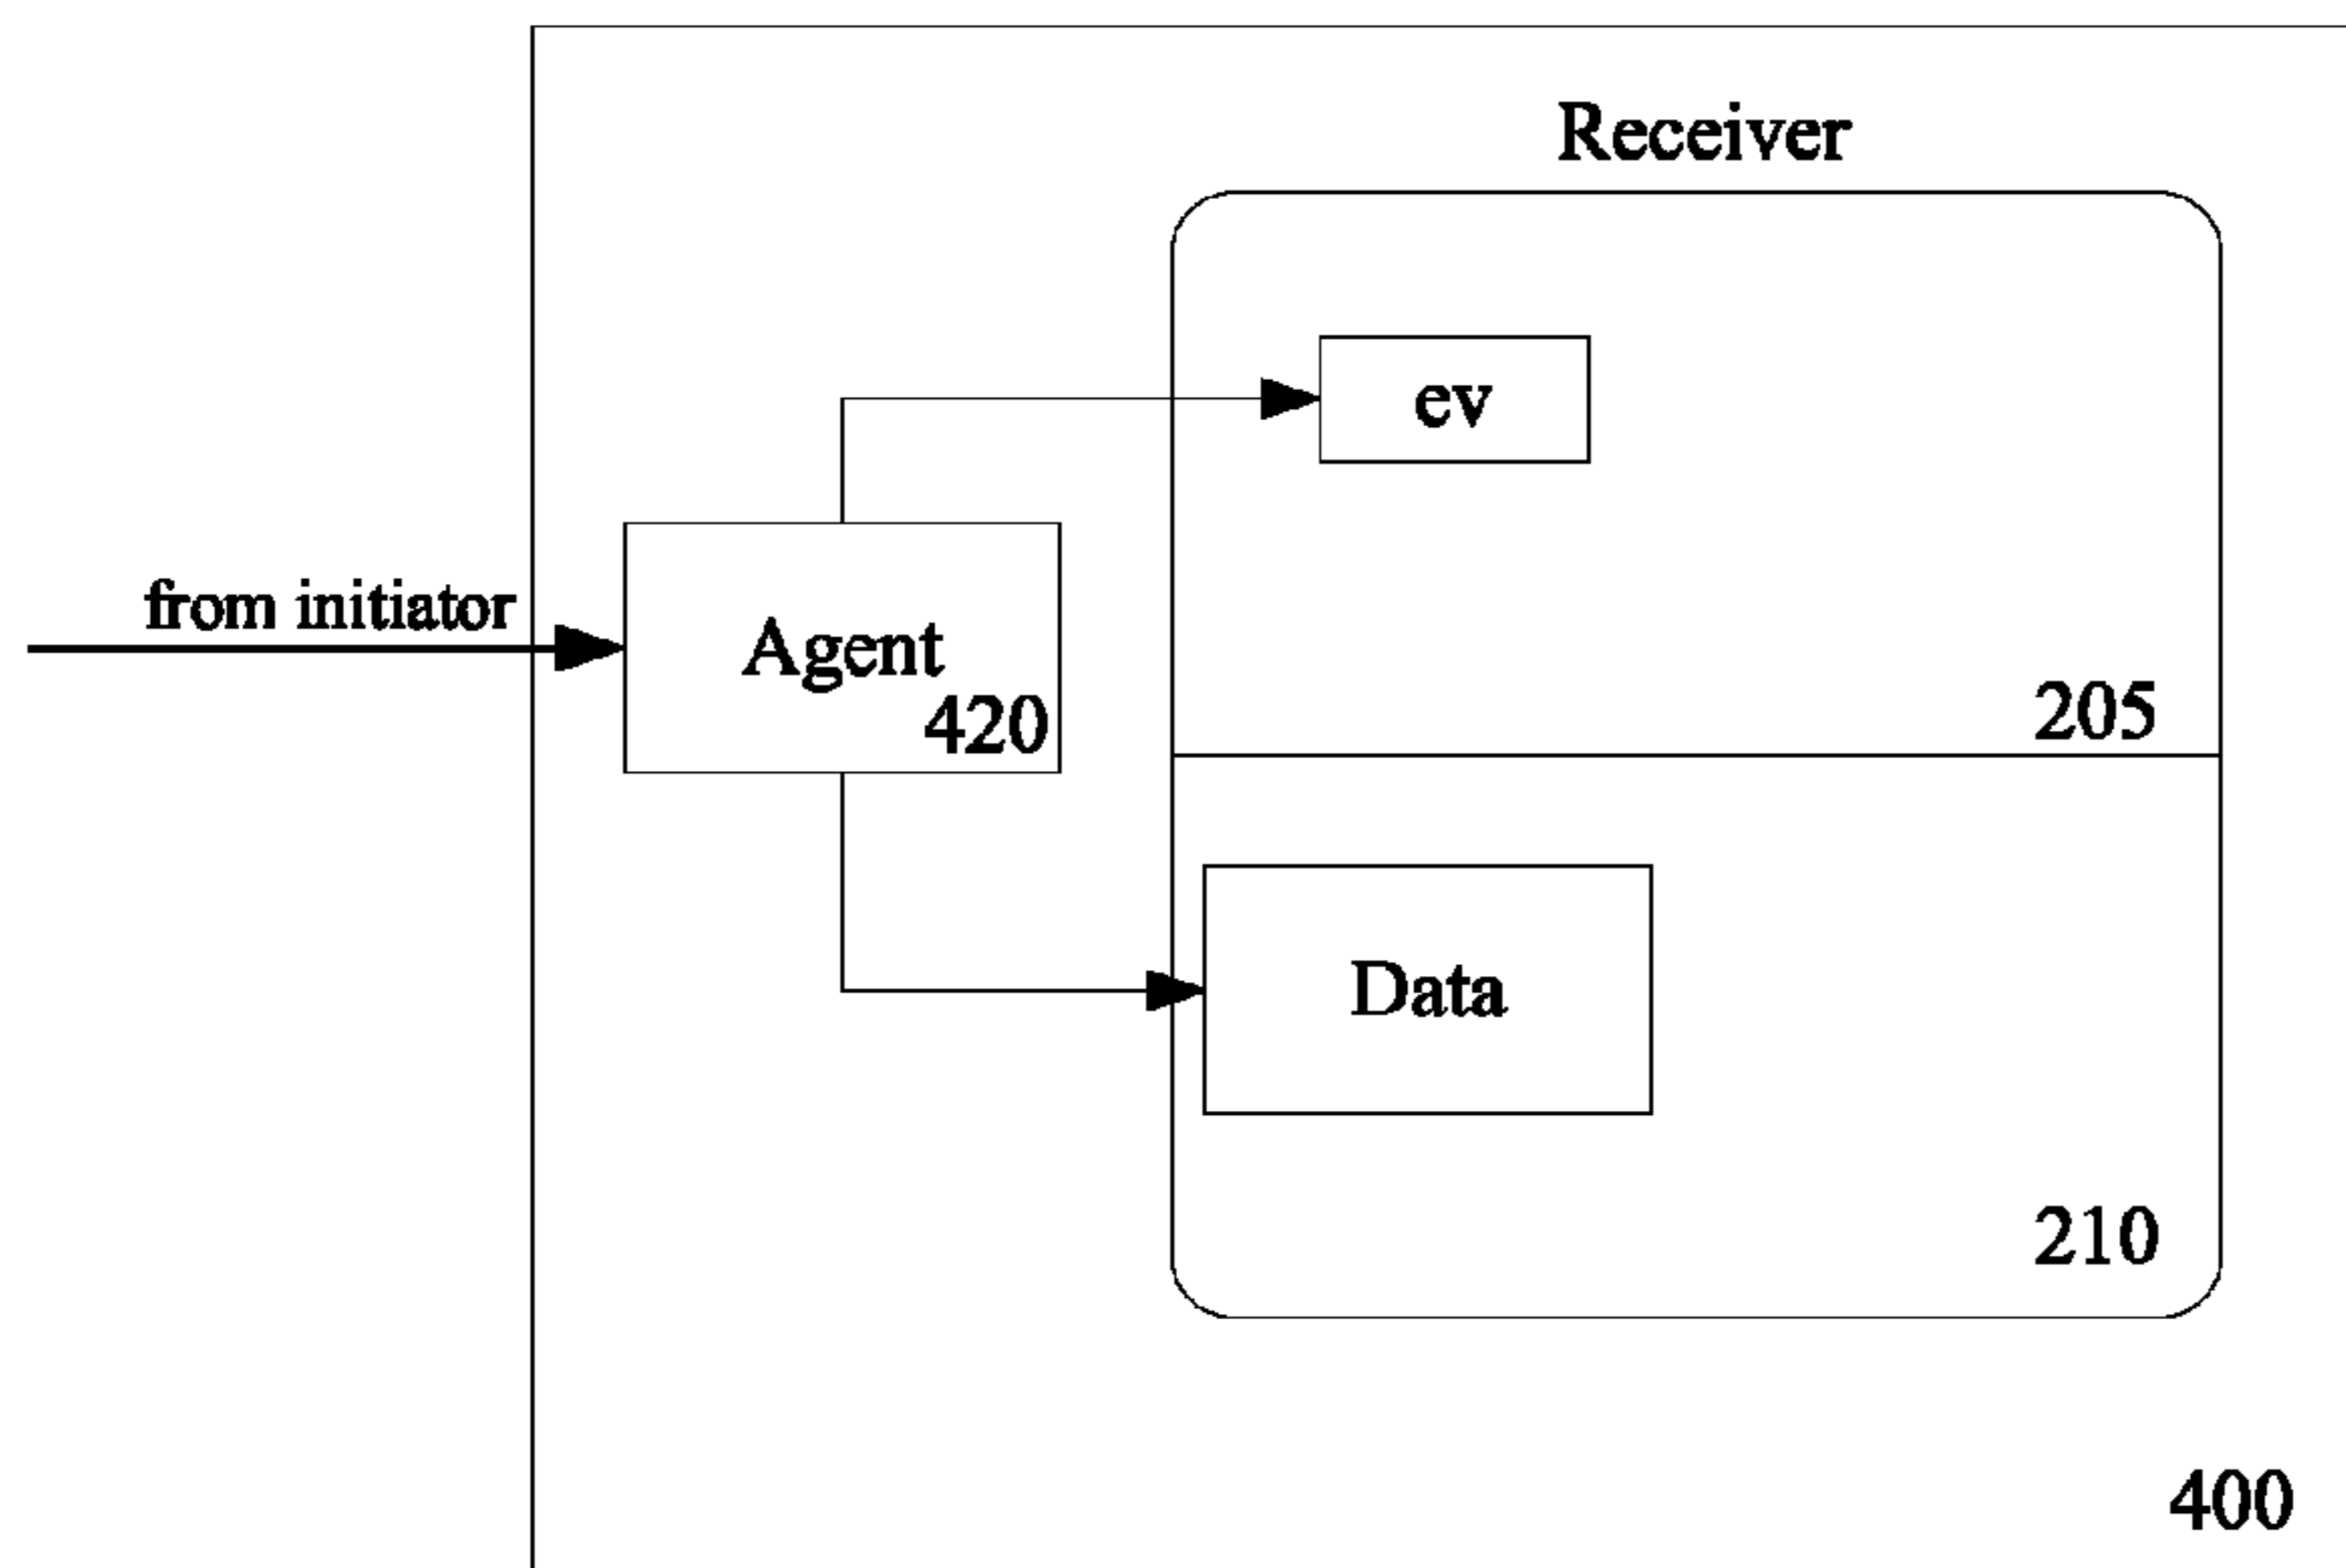 Receiver
ev
from initiator
Agent
420
205
Data
210
400